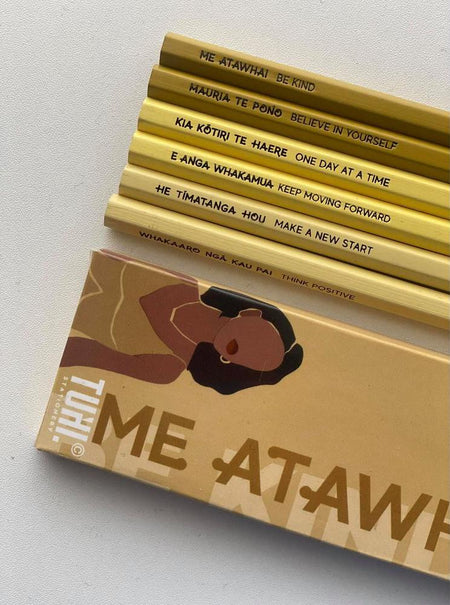 ME ATAWHAI BE KIND
MAURIA TE PONO BELIEVE IN YOURSELF
KIA KŌTIRI TE HAERE ONE DAY AT A TIME
E ANGA WHAKAMUA KEEP MOVING FORWARD
HE TĪMATANGA HOU MAKE A NEW START
WHAKAARO NGĀ KAU PAI THINK POSITIVE
TUHI.©
STATIONERY
ME ATAWH
BE KIND